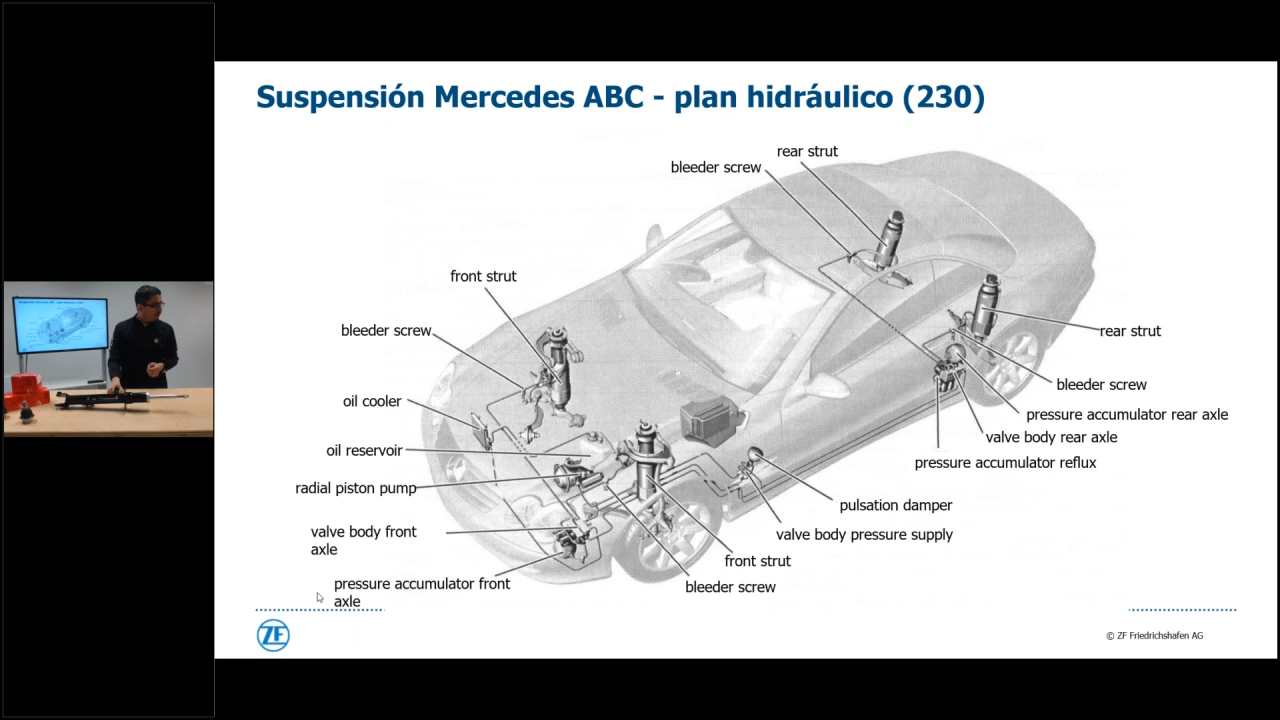 Suspensión Mercedes ABC - plan hidráulico (230)
rear strut
bleeder screw
front strut
bleeder screw
rear strut
bleeder screw
oil cooler
pressure accumulator rear axle
valve body rear axle
oil reservoir
pressure accumulator reflux
radial piston pump
pulsation damper
valve body front
axle
valve body pressure supply
front strut
pressure accumulator front
axle
bleeder screw
ZF
© ZF Friedrichshafen AG